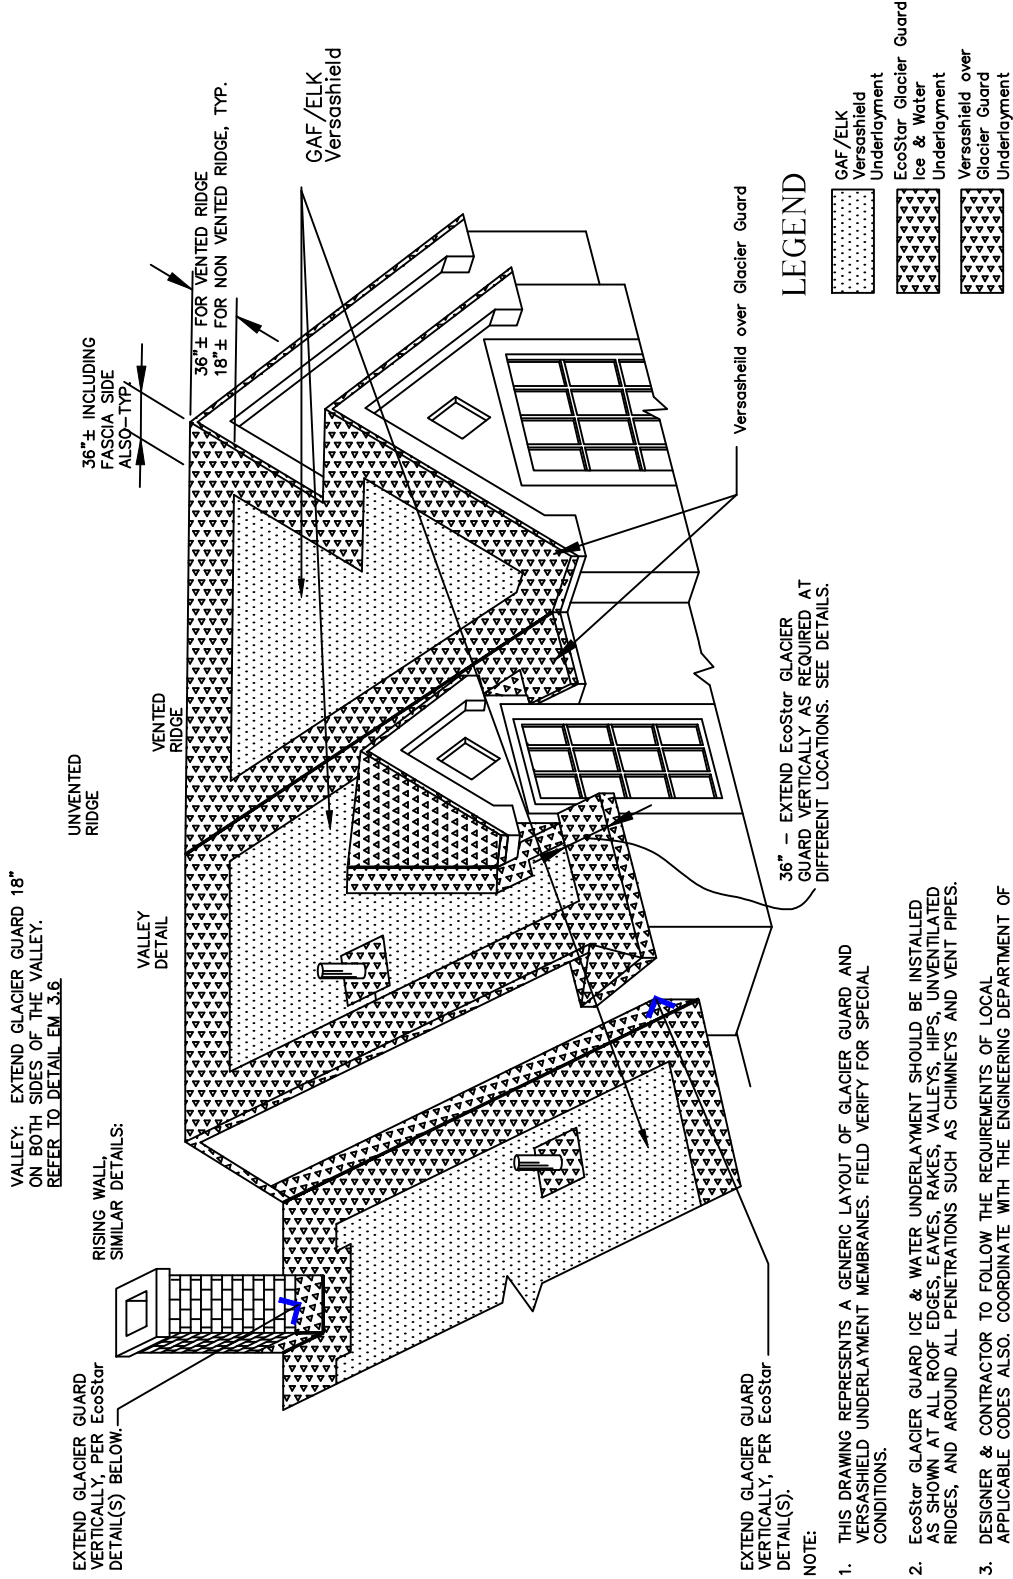 VALLEY: EXTEND GLACIER GUARD 18"
ON BOTH SIDES OF THE VALLEY.
REFER TO DETAIL EM 3.6
RISING WALL,
SIMILAR DETAILS:
EXTEND GLACIER GUARD
VERTICALLY, PER EcoStar
DETAIL(S) BELOW.
VALLEY
DETAIL
UNVENTED
RIDGE
VENTED
RIDGE
36"± INCLUDING
FASCIA SIDE
ALSO-TYP.
36"± FOR VENTED RIDGE
18"± FOR NON VENTED RIDGE, TYP.
GAF/ELK
Versashield
Versasheild over Glacier Guard
36" - EXTEND EcoStar GLACIER
GUARD VERTICALLY AS REQUIRED AT
DIFFERENT LOCATIONS. SEE DETAILS.
EXTEND GLACIER GUARD
VERTICALLY, PER EcoStar
DETAIL(S).
LEGEND
GAF/ELK
Versashield
Underlayment
EcoStar Glacier Guard
Ice & Water
Underlayment
Versashield over
Glacier Guard
Underlayment
NOTE:
1. THIS DRAWING REPRESENTS A GENERIC LAYOUT OF GLACIER GUARD AND
VERSASHIELD UNDERLAYMENT MEMBRANES. FIELD VERIFY FOR SPECIAL
CONDITIONS.
2. EcoStar GLACIER GUARD ICE & WATER UNDERLAYMENT SHOULD BE INSTALLED
AS SHOWN AT ALL ROOF EDGES, EAVES, RAKES, VALLEYS, HIPS, UNVENTILATED
RIDGES, AND AROUND ALL PENETRATIONS SUCH AS CHIMNEYS AND VENT PIPES.
3. DESIGNER & CONTRACTOR TO FOLLOW THE REQUIREMENTS OF LOCAL
APPLICABLE CODES ALSO. COORDINATE WITH THE ENGINEERING DEPARTMENT OF